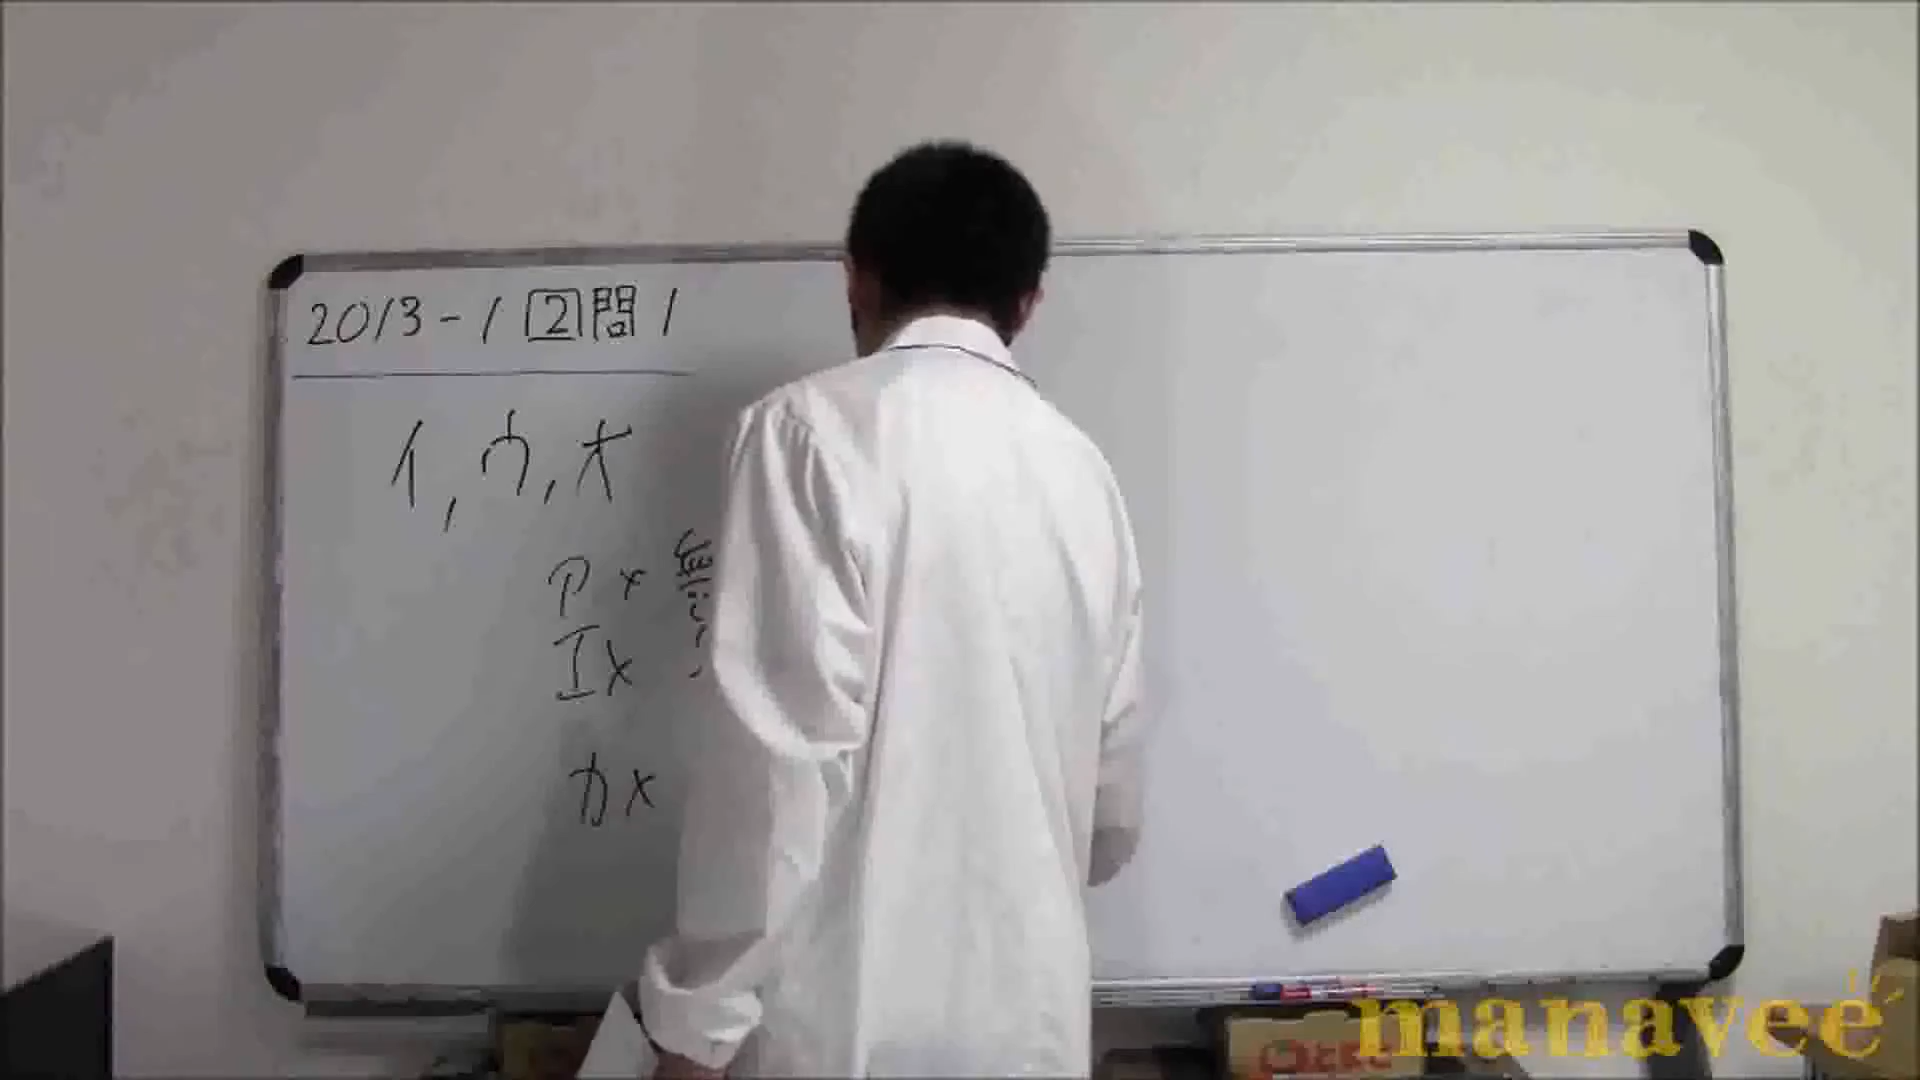 2013-1 2 問1
イ, ウ, オ
ア×
エ×
カ×
manavee